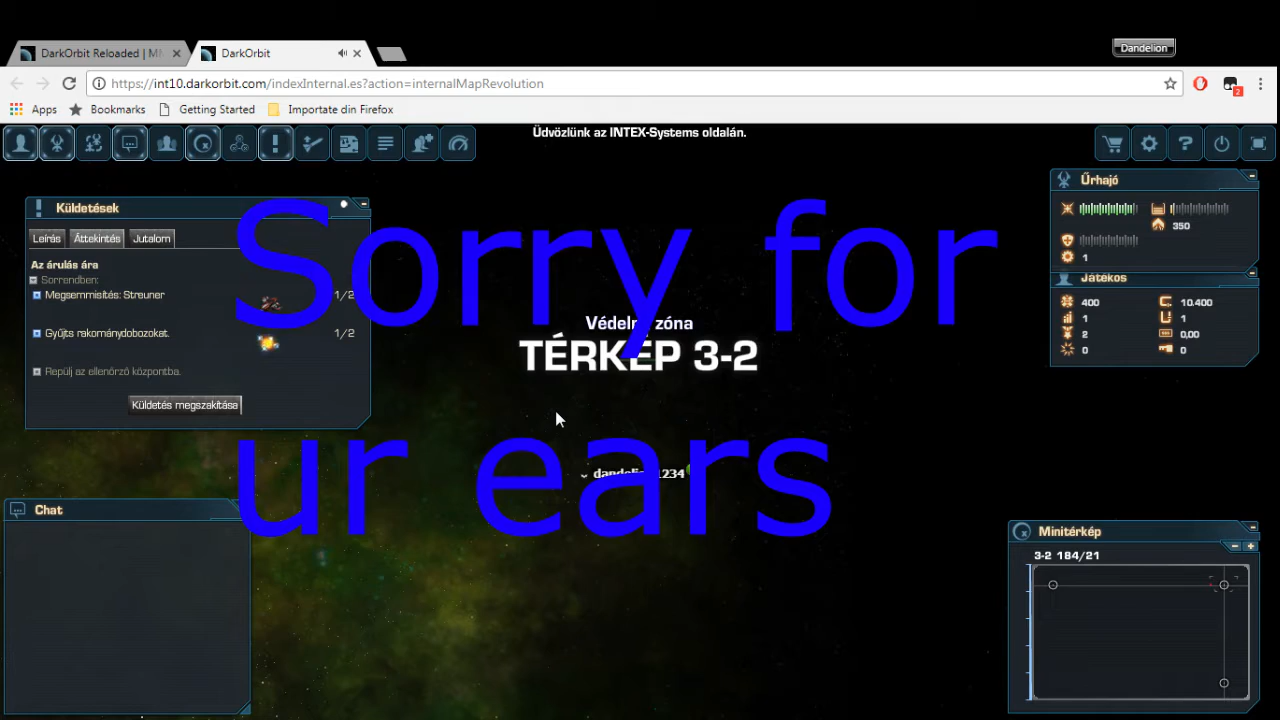 DarkOrbit Reloaded | M
DarkOrbit
Dandelion
https://int10.darkorbit.com/indexInternal.es?action=internalMapRevolution
2
Apps
Bookmarks
Getting Started
Importate din Firefox
Üdvözlünk az INTEX-Systems oldalán.
Küldetések
Leírás
Áttekintés
Jutalom
Az árulás ára
Sorrendben:
Megsemmisítés: Streuner
1/2
Gyűjts rakománydobozokat.
1/2
Repülj az ellenőrző központba.
Küldetés megszakítása
Sorry for
ur ears
Védelmi zóna
TÉRKÉP 3-2
Űrhajó
350
1
Játékos
400
10.400
1
1
2
0,00
0
0
Chat
Minitérkép
3-2 184/21